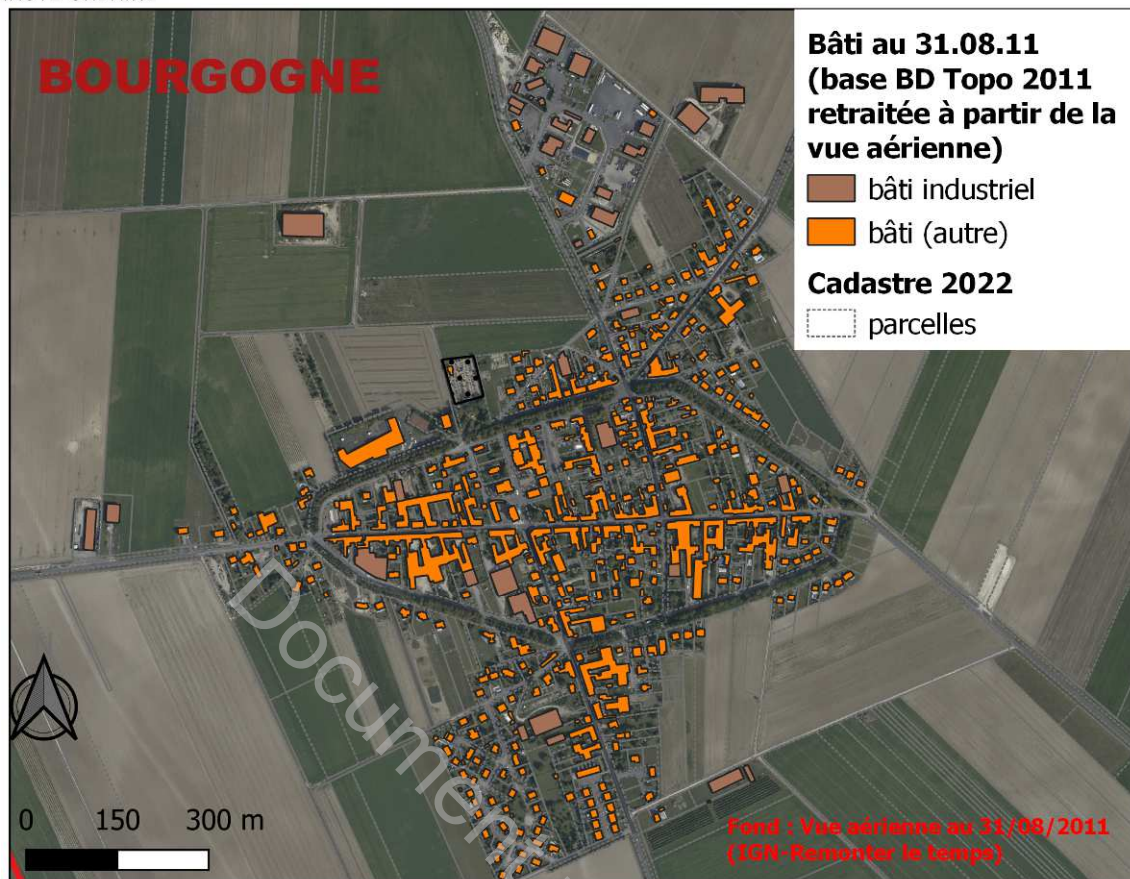 BOURGOGNE
Bâti au 31.08.11
(base BD Topo 2011
retraitée à partir de la
vue aérienne)
bâti industriel
bâti (autre)
Cadastre 2022
parcelles
Document
0 150 300 m
Fond : Vue aérienne au 31/08/2011
(IGN-Remonter le temps)